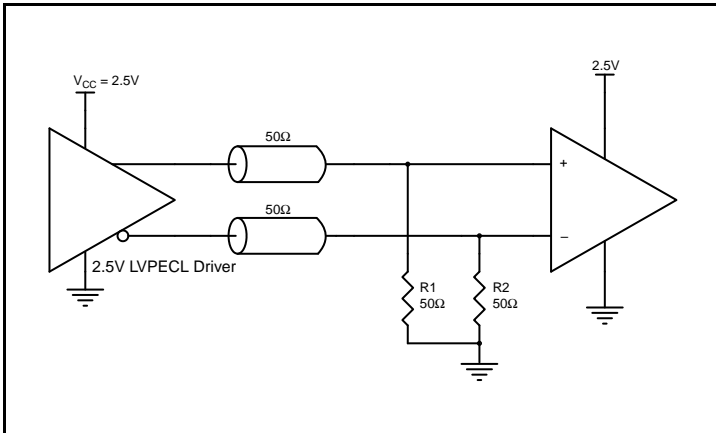 V_CC = 2.5V
2.5V
50Ω
+
50Ω
–
2.5V LVPECL Driver
R1
50Ω
R2
50Ω